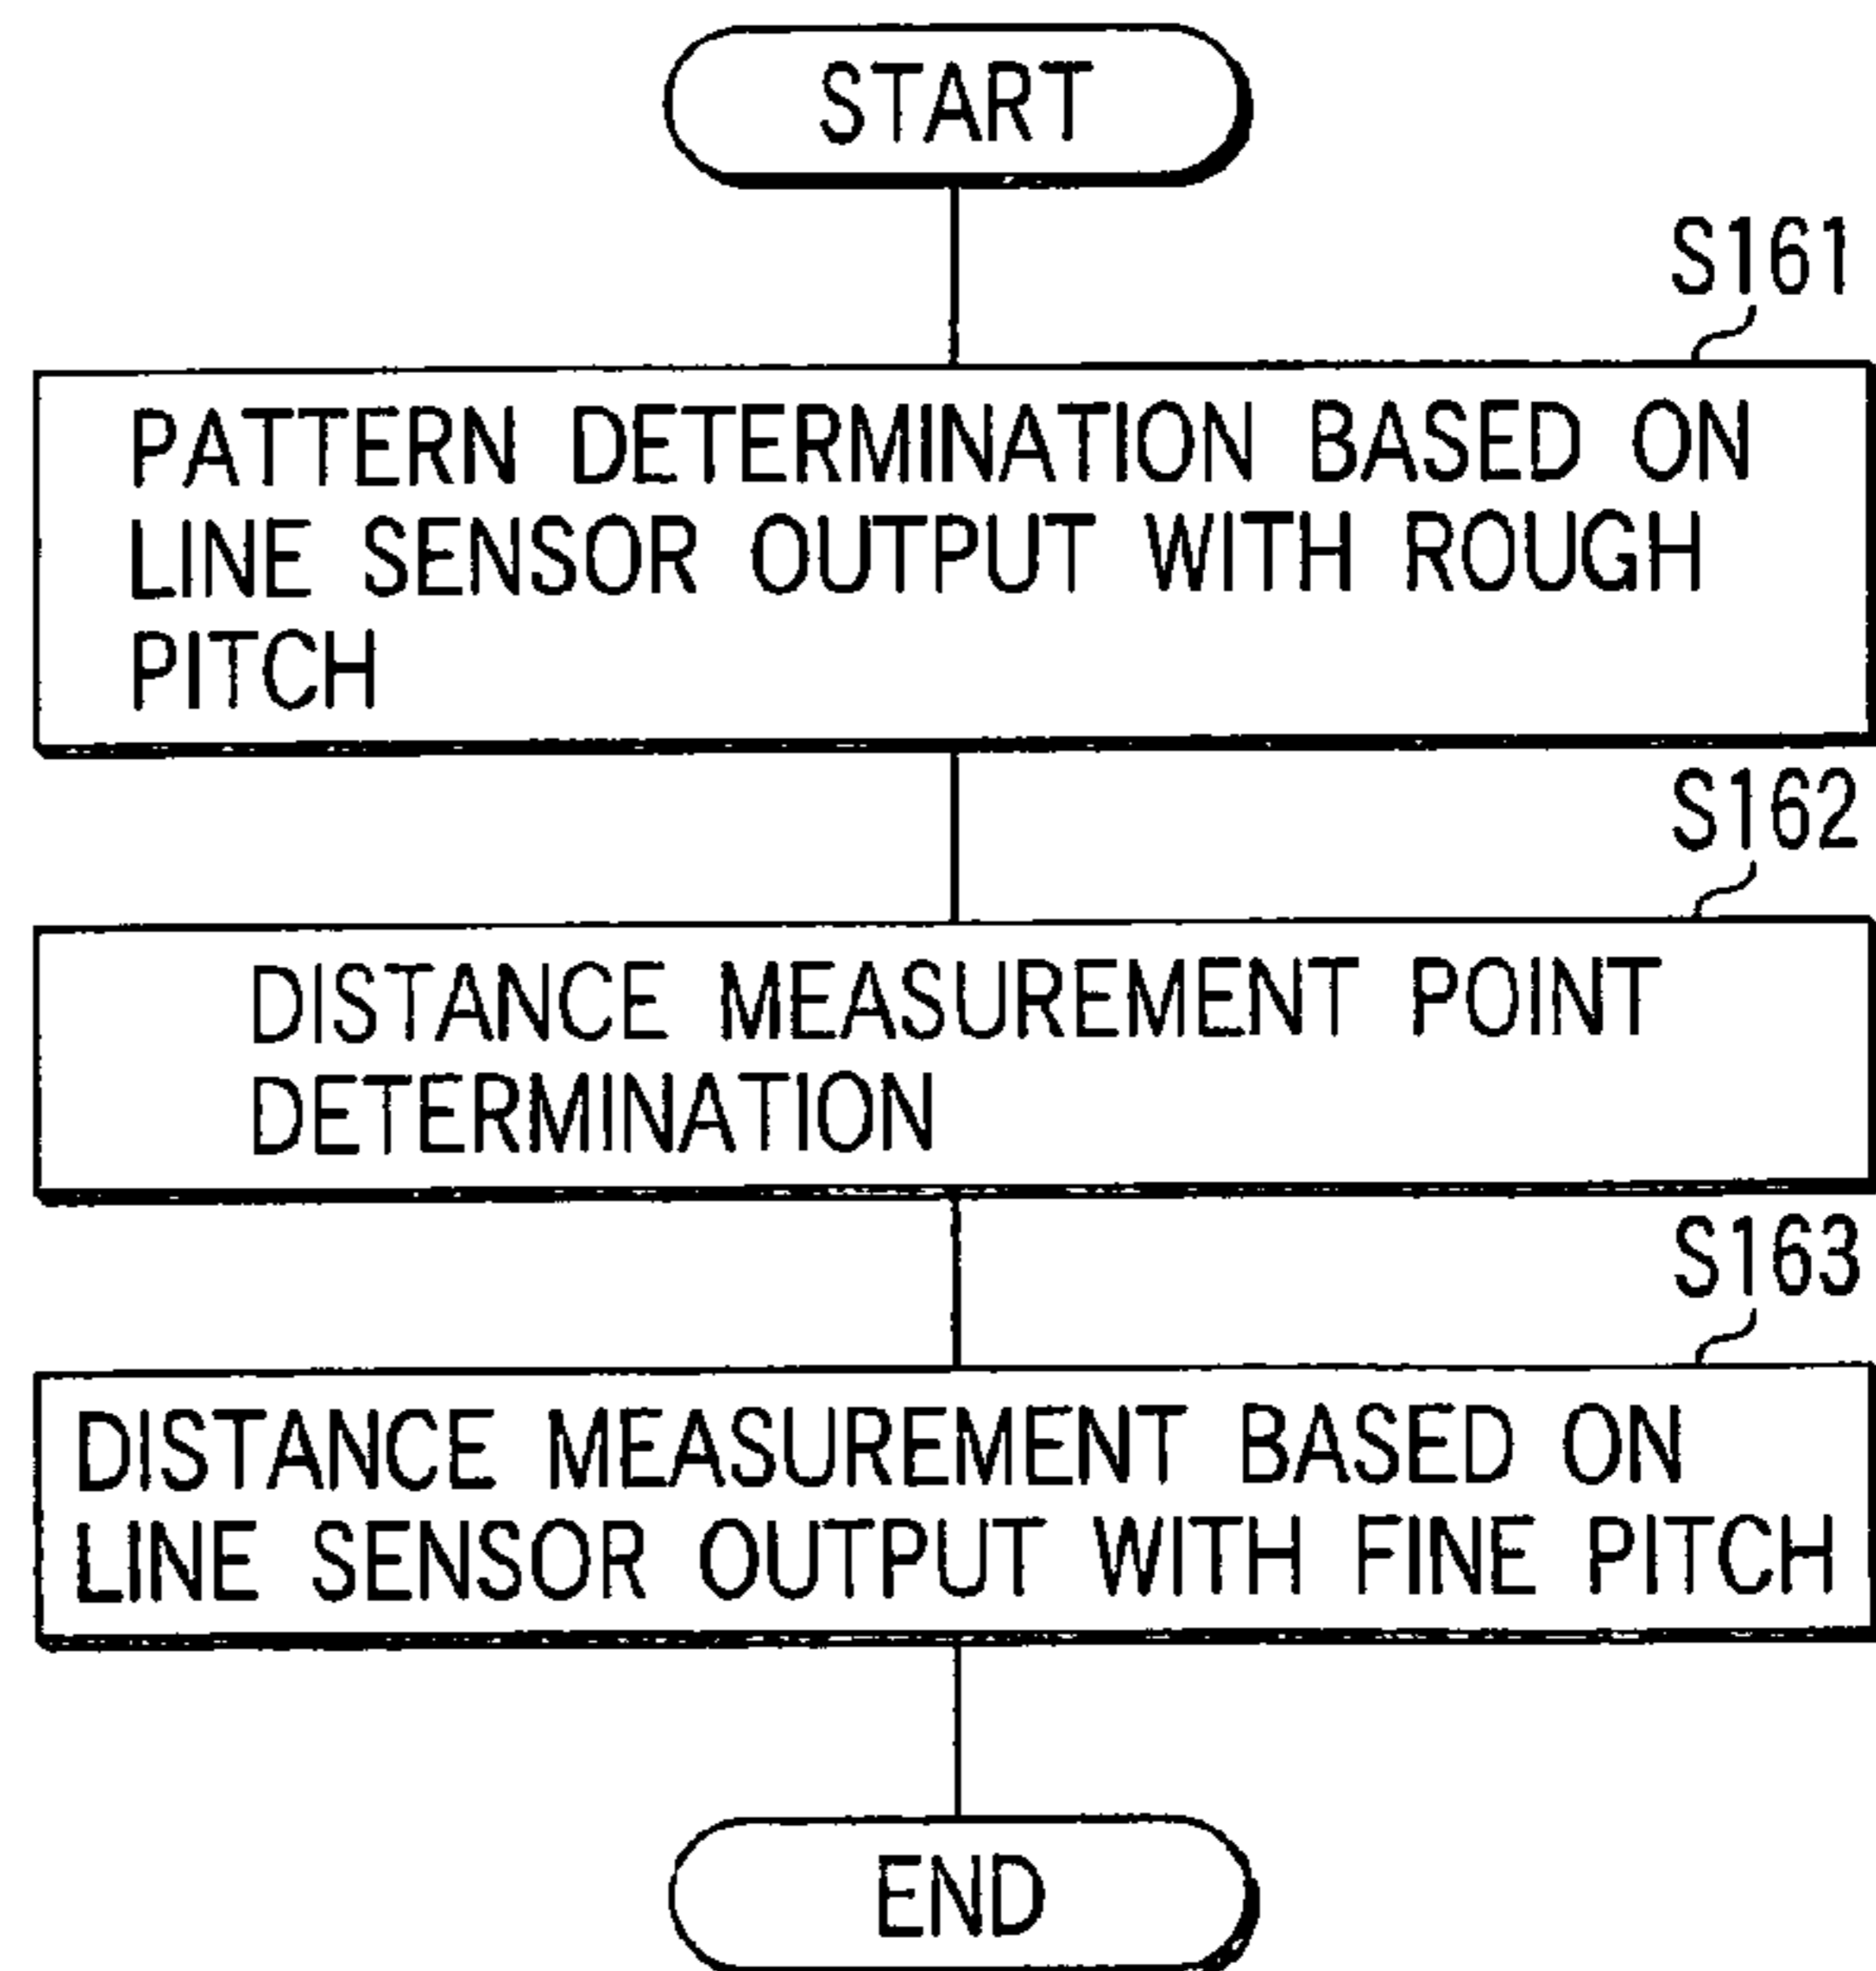 START
S161
PATTERN DETERMINATION BASED ON
LINE SENSOR OUTPUT WITH ROUGH
PITCH
S162
DISTANCE MEASUREMENT POINT
DETERMINATION
S163
DISTANCE MEASUREMENT BASED ON
LINE SENSOR OUTPUT WITH FINE PITCH
END